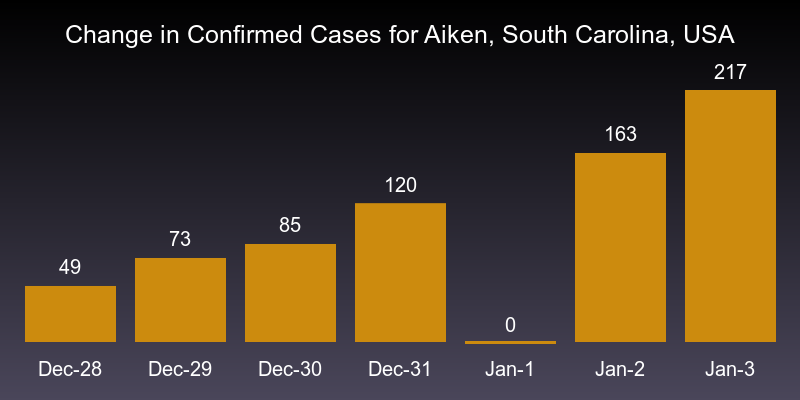 Change in Confirmed Cases for Aiken, South Carolina, USA
49
73
85
120
0
163
217
Dec-28
Dec-29
Dec-30
Dec-31
Jan-1
Jan-2
Jan-3